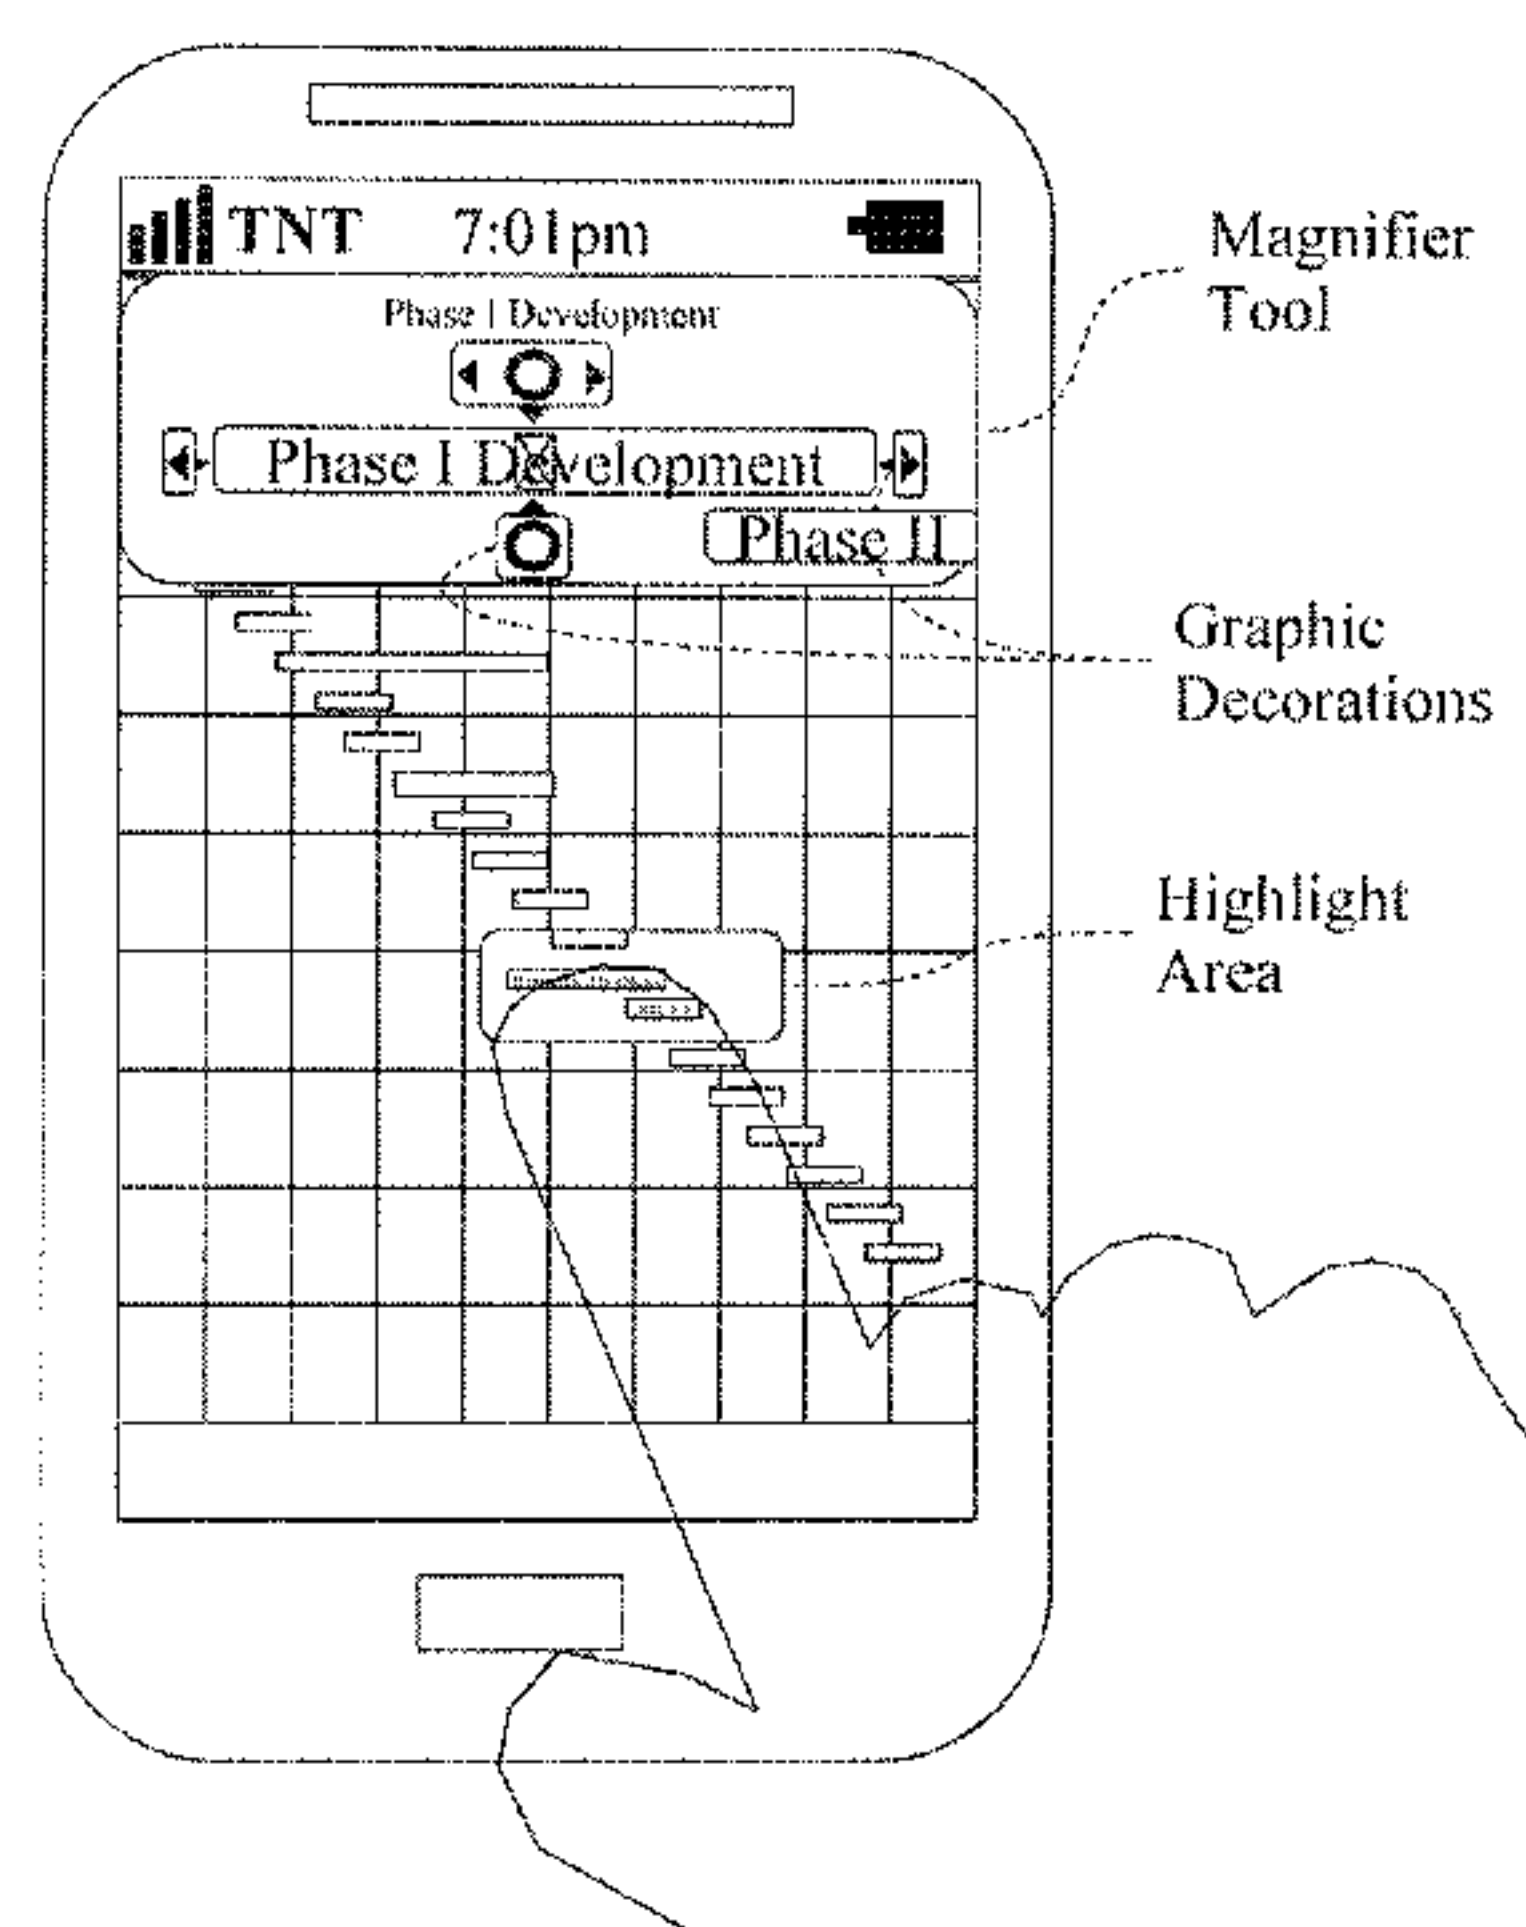 TNT 7:01pm
Phase I Development
Phase I Development
Phase II
Magnifier
Tool
Graphic
Decorations
Highlight
Area